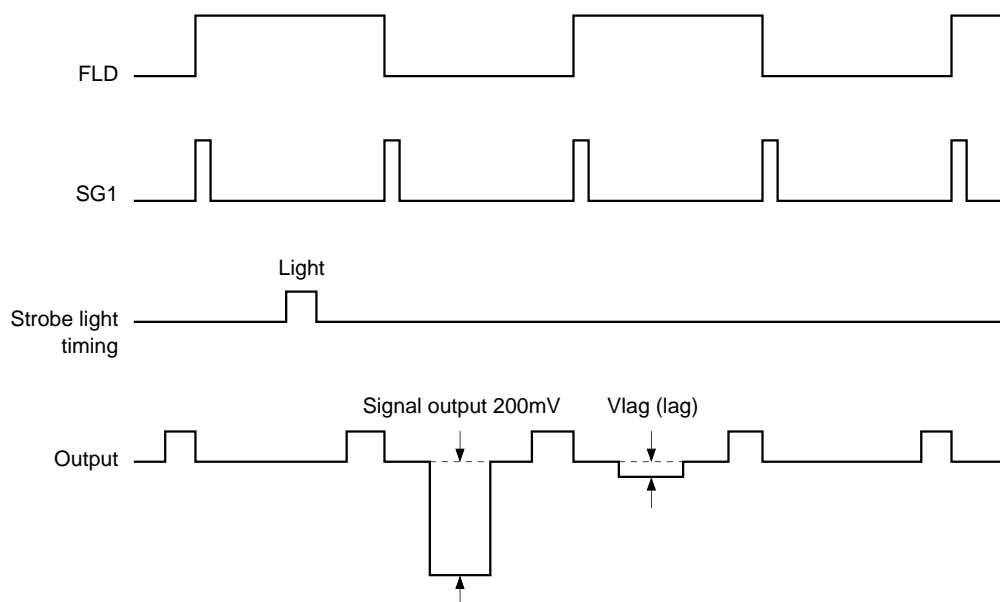 FLD
SG1
Light
Strobe light
timing
Signal output 200mV
Vlag (lag)
Output